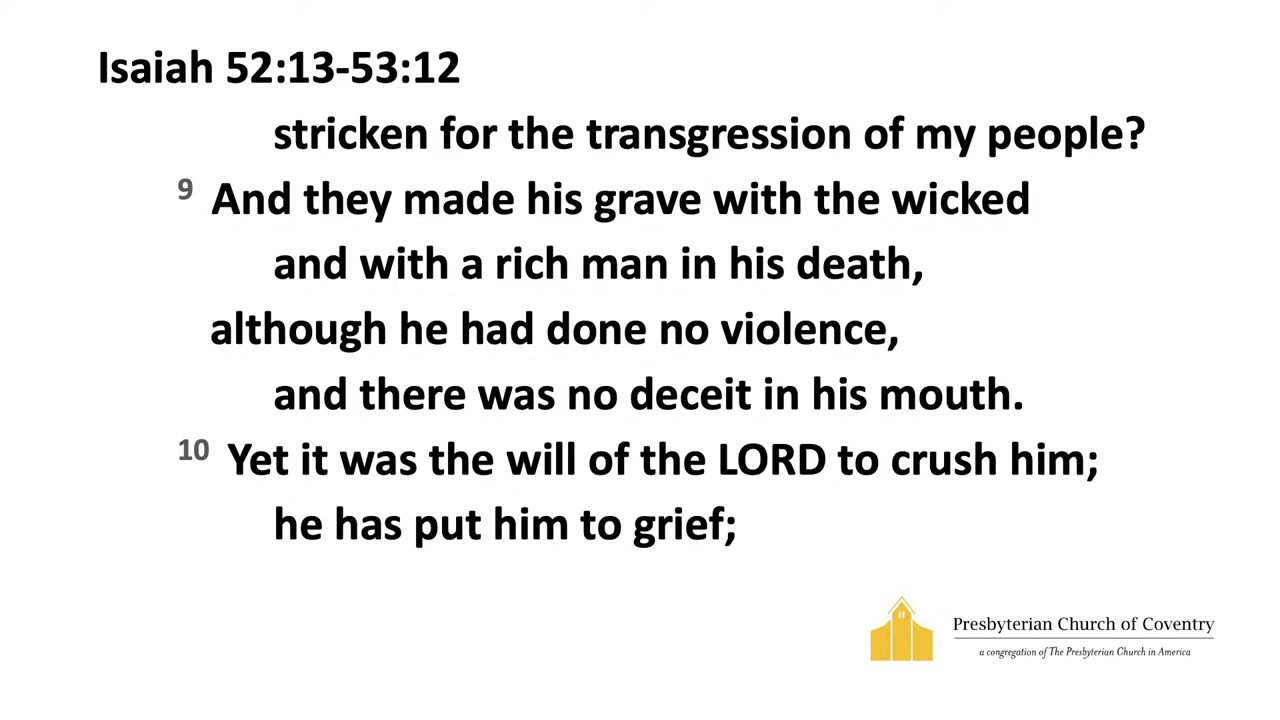 Isaiah 52:13-53:12
stricken for the transgression of my people?
9 And they made his grave with the wicked
and with a rich man in his death,
although he had done no violence,
and there was no deceit in his mouth.
10 Yet it was the will of the LORD to crush him;
he has put him to grief;
Presbyterian Church of Coventry
a congregation of The Presbyterian Church in America